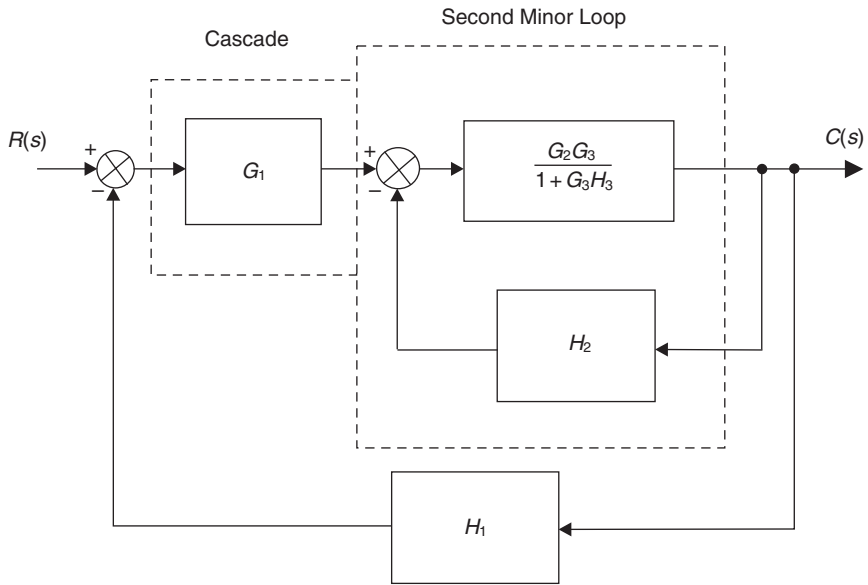 Second Minor Loop
Cascade
R(s)
+
−
G₁
+
−
G₂G₃
1 + G₃H₃
C(s)
H₂
H₁